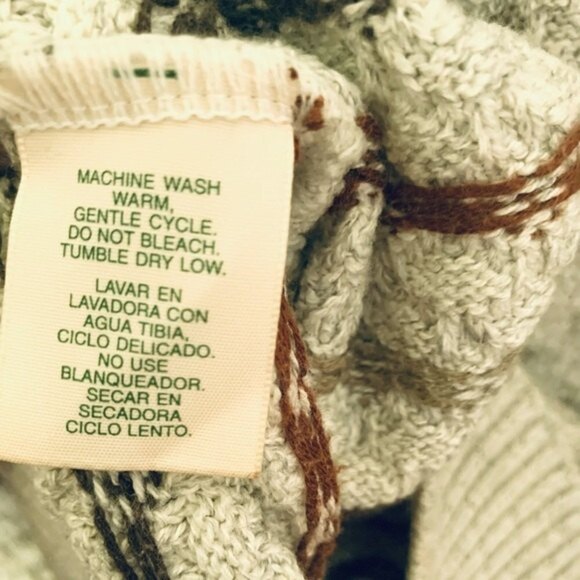 MACHINE WASH
WARM,
GENTLE CYCLE.
DO NOT BLEACH.
TUMBLE DRY LOW.
LAVAR EN
LAVADORA CON
AGUA TIBIA,
CICLO DELICADO.
NO USE
BLANQUEADOR.
SECAR EN
SECADORA
CICLO LENTO.